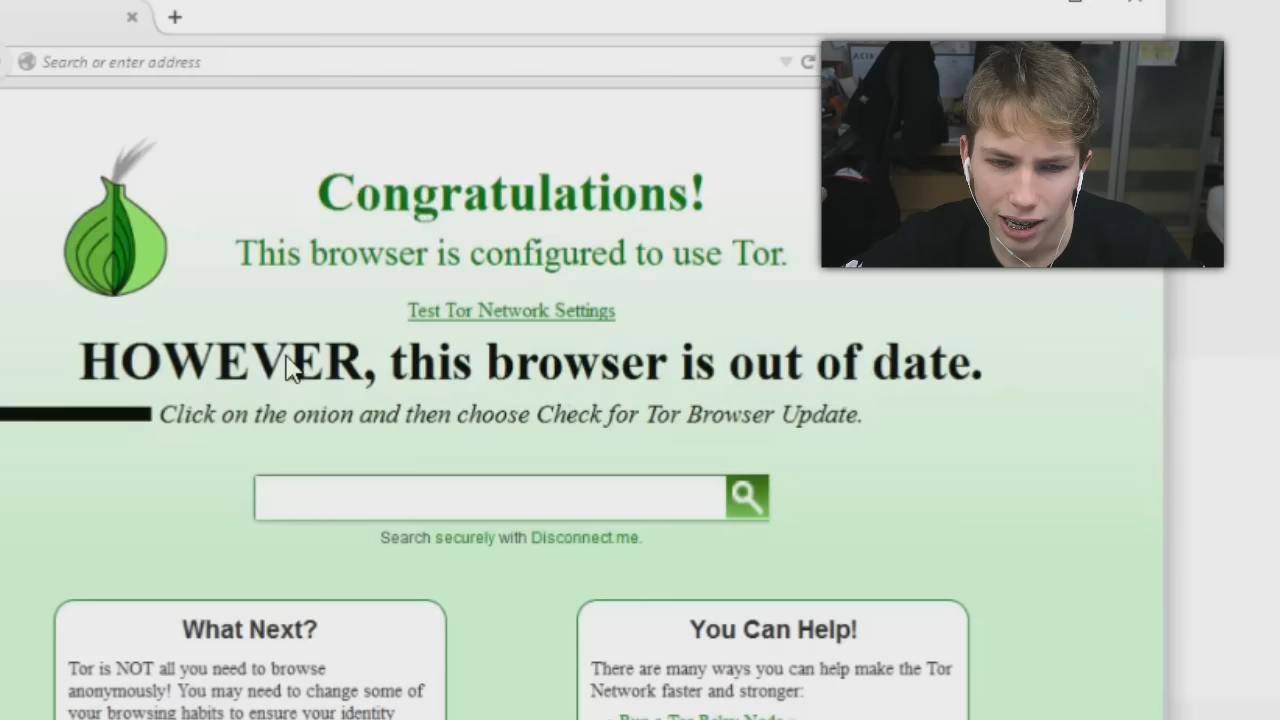 Search or enter address
Congratulations!
This browser is configured to use Tor.
Test Tor Network Settings
HOWEVER, this browser is out of date.
Click on the onion and then choose Check for Tor Browser Update.
Search securely with Disconnect.me.
What Next?
Tor is NOT all you need to browse
anonymously! You may need to change some of
your browsing habits to ensure your identity
You Can Help!
There are many ways you can help make the Tor
Network faster and stronger:
Run a Tor Relay Node »